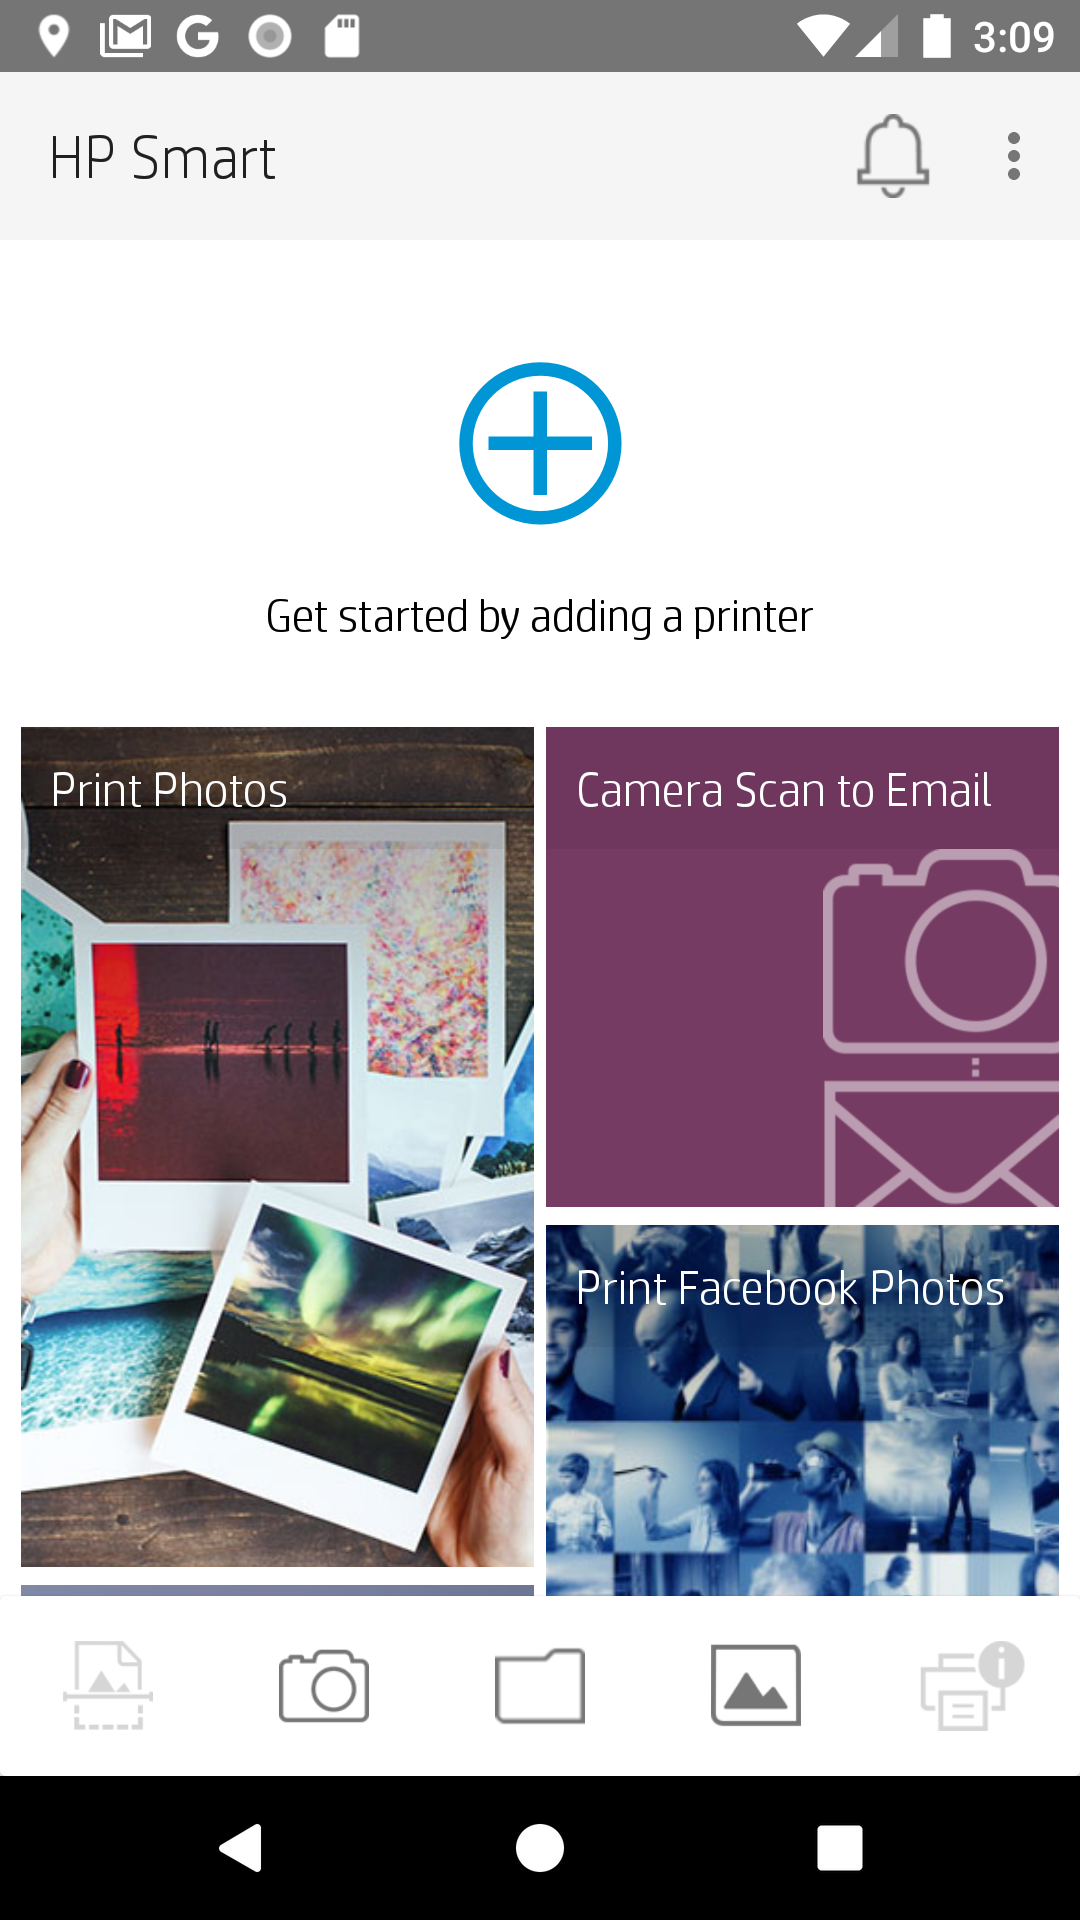 3:09
HP Smart
Get started by adding a printer
Print Photos
Camera Scan to Email
Print Facebook Photos